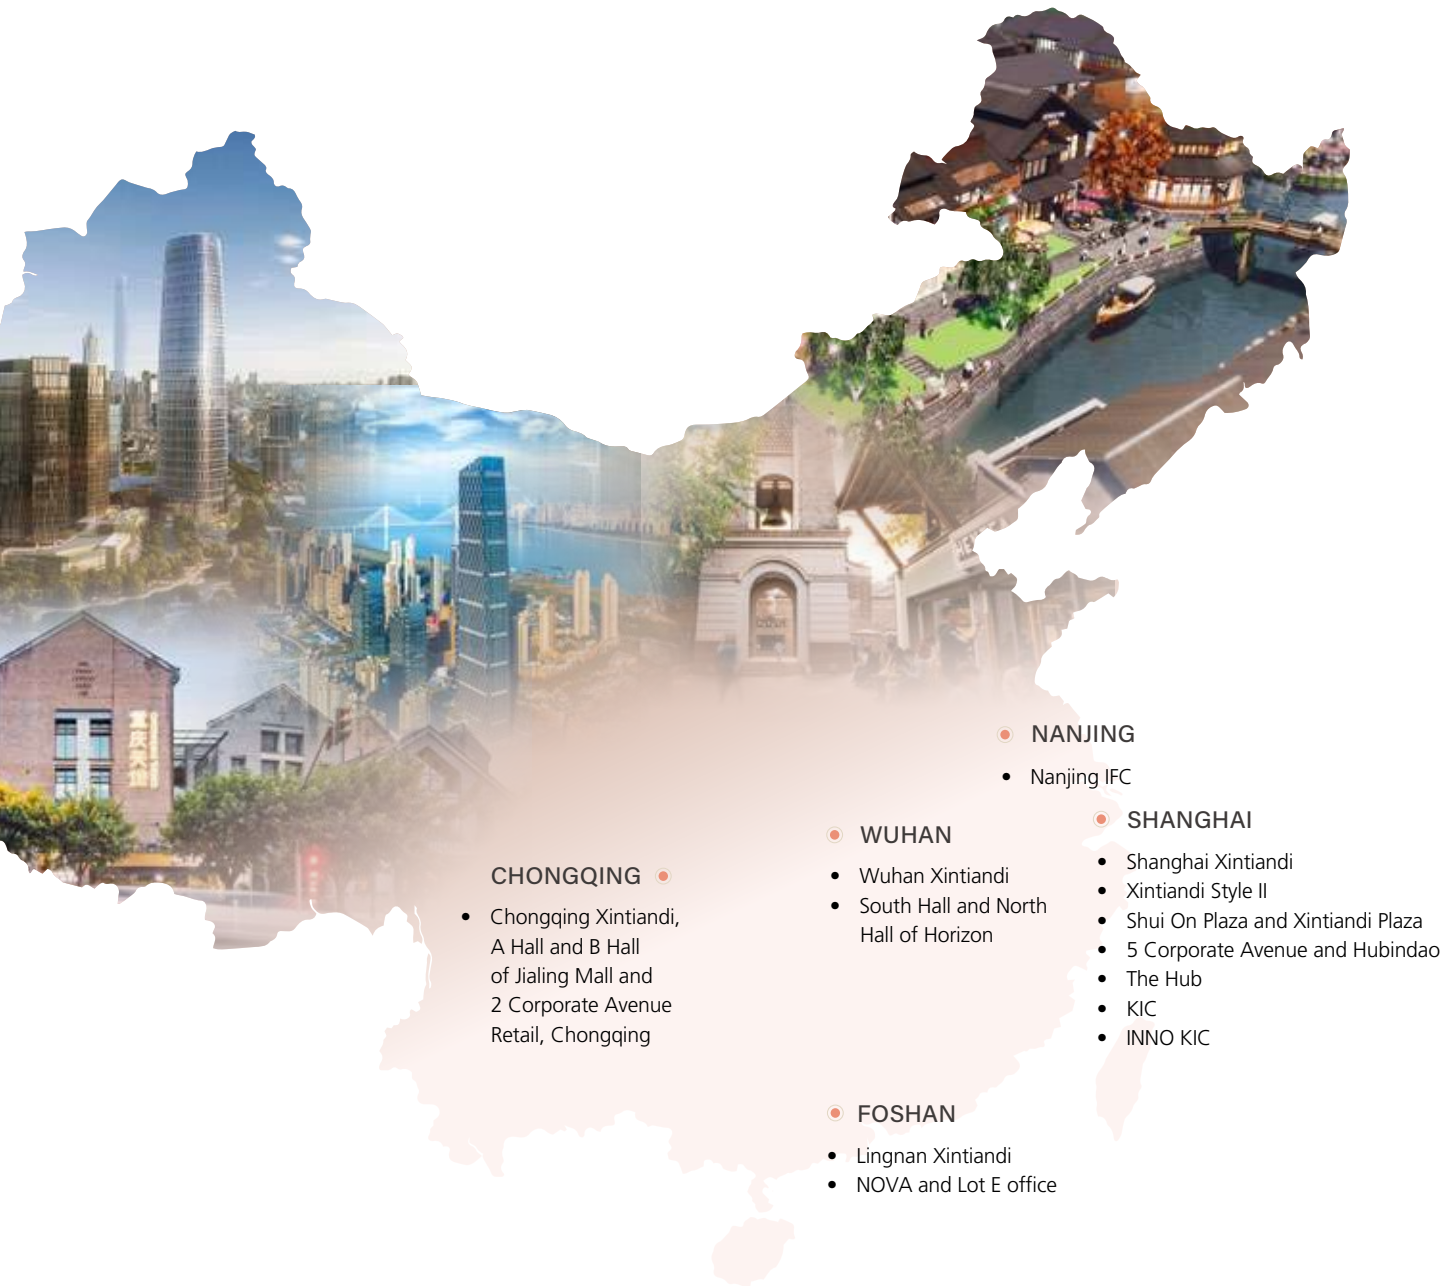 NANJING
• Nanjing IFC
SHANGHAI
• Shanghai Xintiandi
• Xintiandi Style II
• Shui On Plaza and Xintiandi Plaza
• 5 Corporate Avenue and Hubindao
• The Hub
• KIC
• INNO KIC
WUHAN
• Wuhan Xintiandi
• South Hall and North
Hall of Horizon
CHONGQING
• Chongqing Xintiandi,
A Hall and B Hall
of Jialing Mall and
2 Corporate Avenue
Retail, Chongqing
FOSHAN
• Lingnan Xintiandi
• NOVA and Lot E office